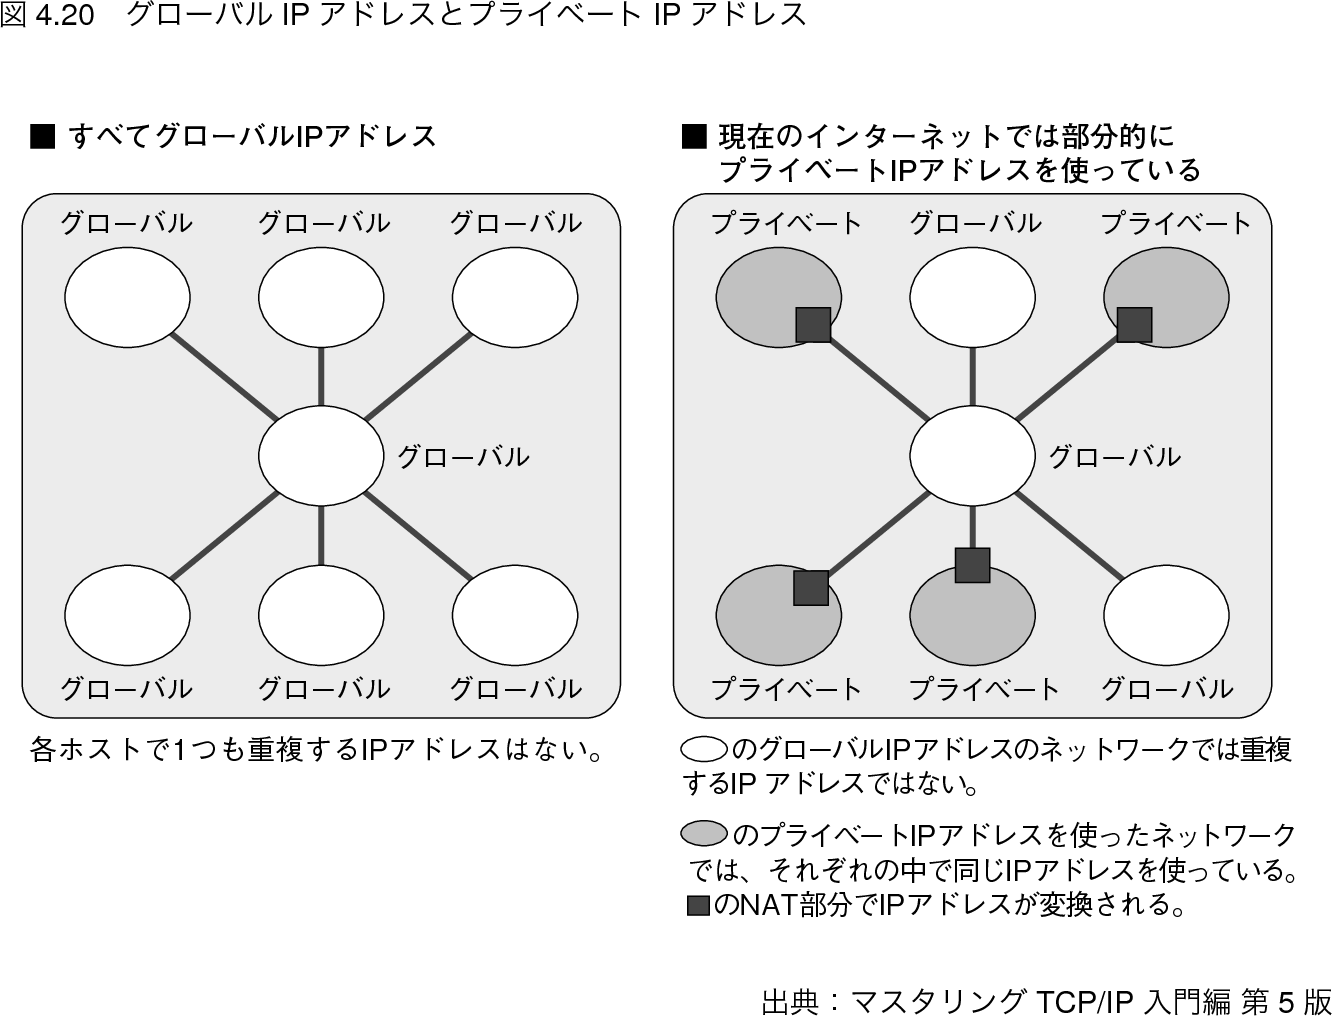 図 4.20　グローバル IP アドレスとプライベート IP アドレス
■ すべてグローバルIPアドレス
グローバル グローバル グローバル
グローバル
グローバル グローバル グローバル
各ホストで1つも重複するIPアドレスはない。
■ 現在のインターネットでは部分的に
プライベートIPアドレスを使っている
プライベート グローバル プライベート
グローバル
プライベート プライベート グローバル
のグローバルIPアドレスのネットワークでは重複
するIP アドレスではない。
のプライベートIPアドレスを使ったネットワーク
では、それぞれの中で同じIPアドレスを使っている。
■のNAT部分でIPアドレスが変換される。
出典：マスタリング TCP/IP 入門編 第 5 版